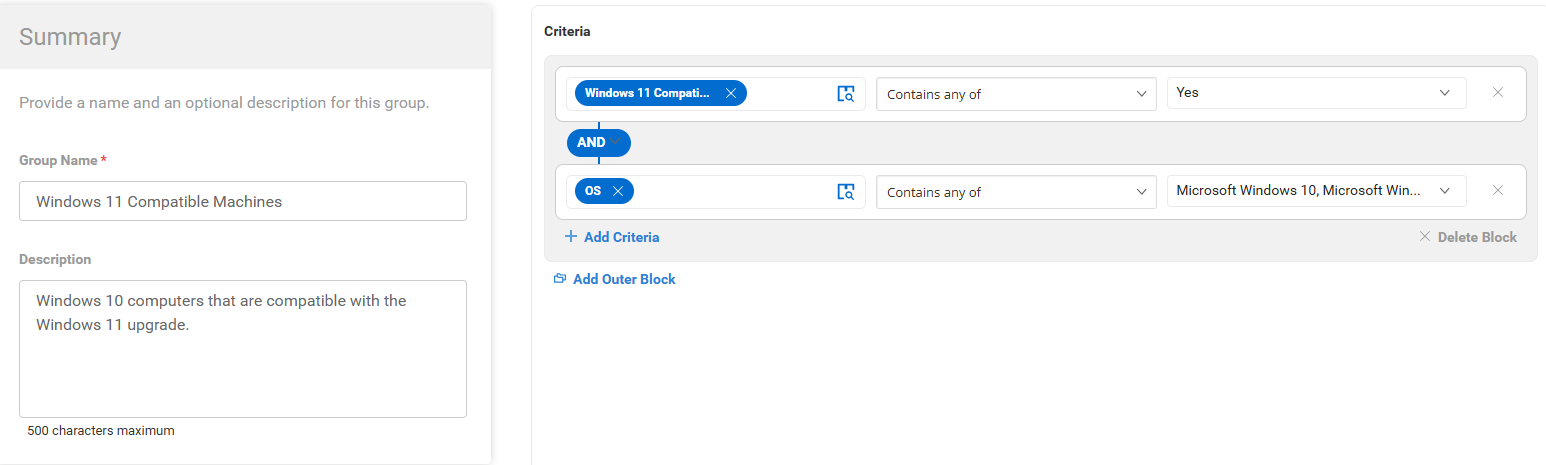 Summary
Provide a name and an optional description for this group.
Group Name *
Windows 11 Compatible Machines
Description
Windows 10 computers that are compatible with the
Windows 11 upgrade.
500 characters maximum
Criteria
Windows 11 Compati... Contains any of Yes
AND
OS Contains any of Microsoft Windows 10, Microsoft Win...
Add Criteria Delete Block
Add Outer Block